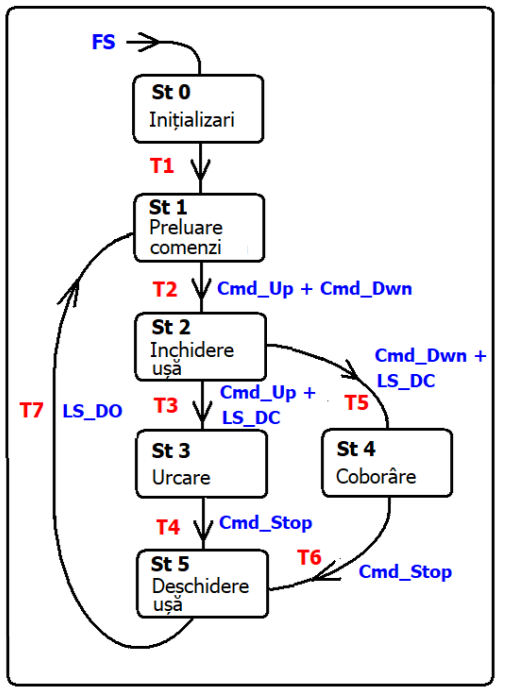 FS
St 0
Inițializari
T1
St 1
Preluare
comenzi
T2
Cmd_Up + Cmd_Dwn
St 2
Inchidere
ușă
Cmd_Dwn +
LS_DC
T3
Cmd_Up +
LS_DC
T5
T7
LS_DO
St 3
Urcare
St 4
Coborâre
T4
Cmd_Stop
T6
Cmd_Stop
St 5
Deschidere
ușă